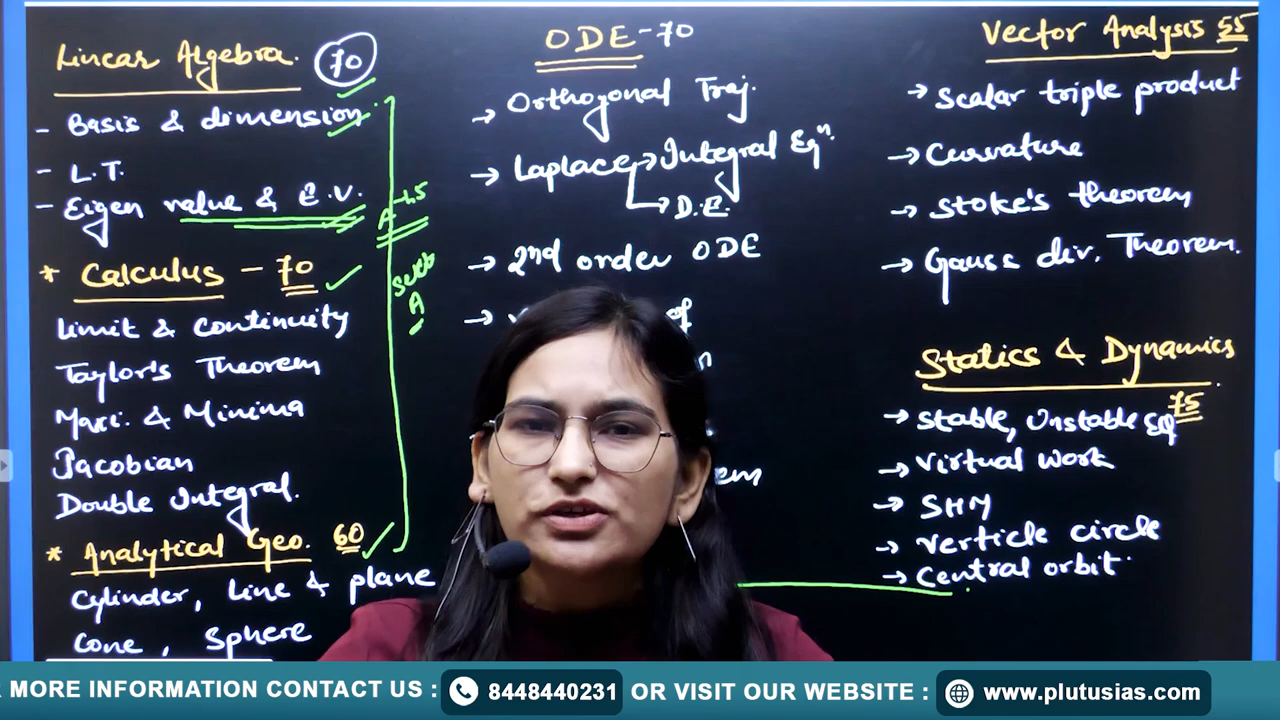 Linear Algebra. 70
- Basis & dimension
- L.T.
- Eigen value & E.V.
* Calculus - 70
Limit & Continuity
Taylor's Theorem
Maxi. & Minima
Jacobian
Double Integral.
* Analytical Geo. 60
Cylinder, Line & plane
Cone, Sphere
A
A
ODE - 70
→ Orthogonal Traj.
→ Laplace → Integral Eqn.
→ D.E.
→ 2nd order ODE
→ of
Vector Analysis 55
→ Scalar triple product
→ Curvature
→ Stoke's theorem
→ Gauss div. Theorem.
Statics & Dynamics
75
→ Stable, Unstable Eq
→ Virtual work
→ SHM
→ Verticle circle
→ Central orbit
MORE INFORMATION CONTACT US : 8448440231 OR VISIT OUR WEBSITE : www.plutusias.com